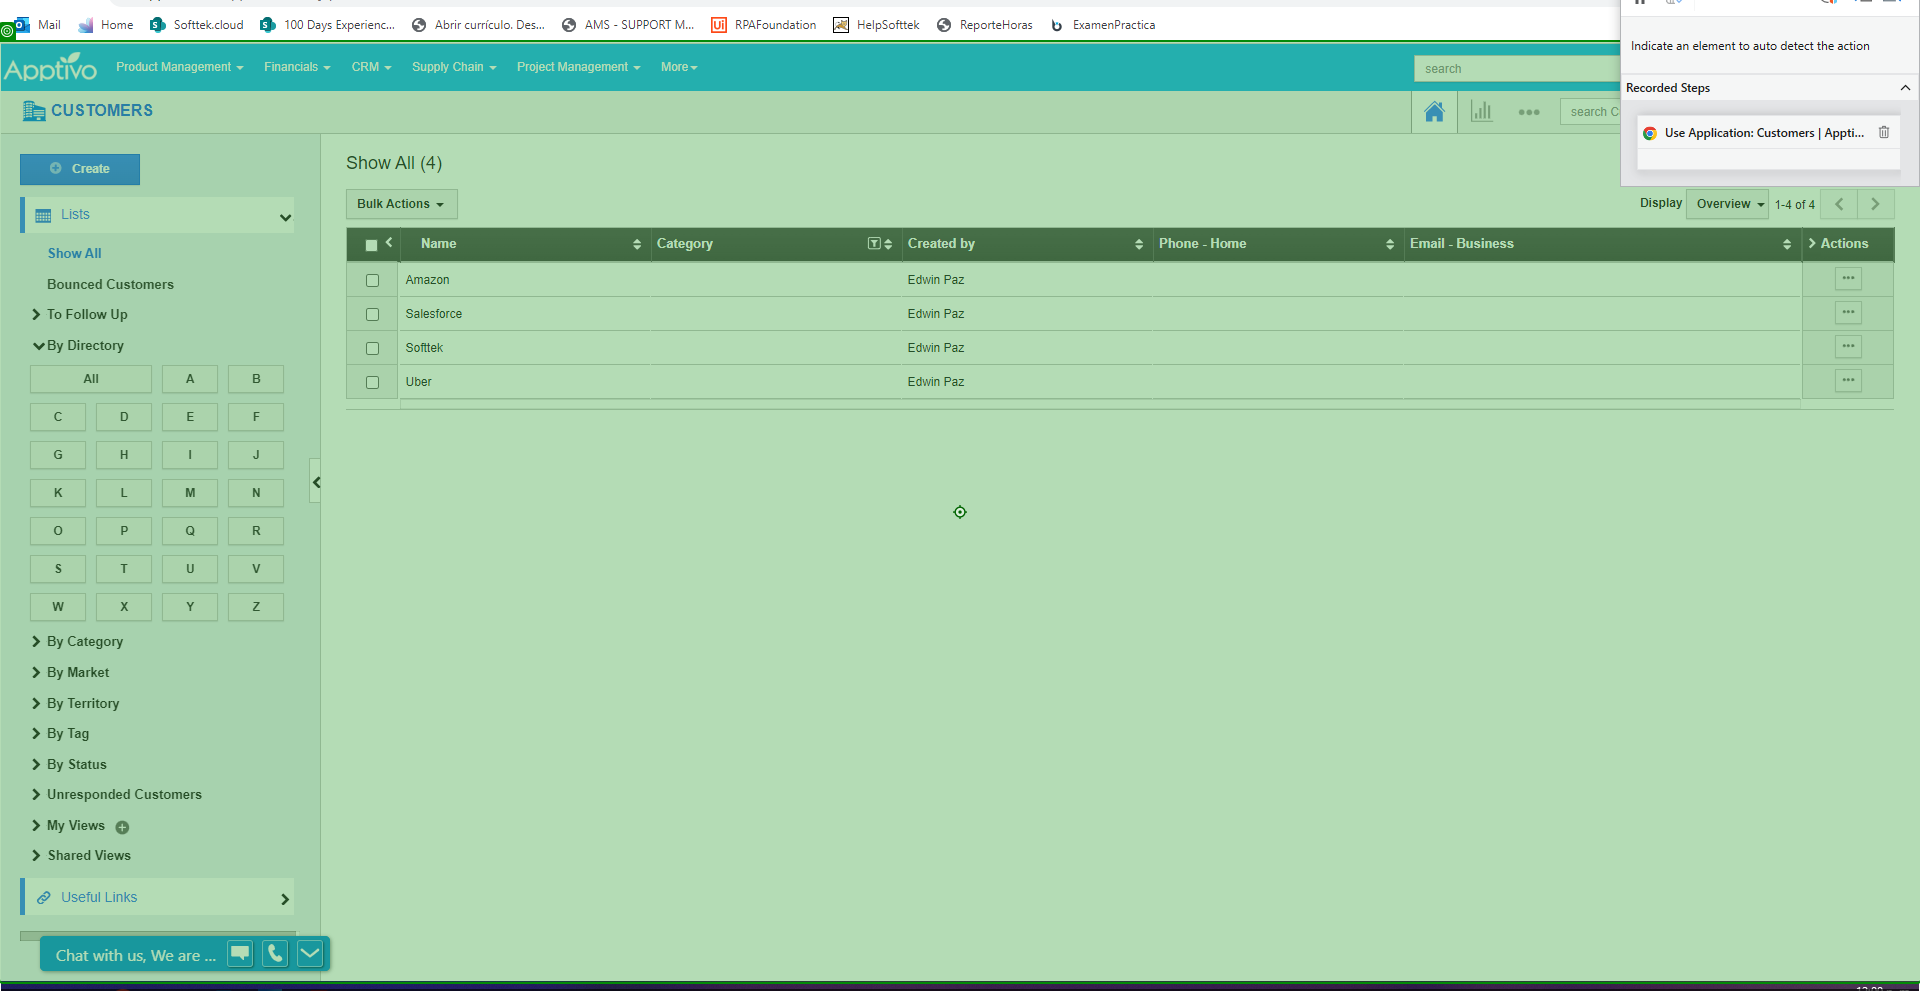 Mail Home Softtek.cloud 100 Days Experienc... Abrir currículo. Des... AMS - SUPPORT M... RPAFoundation HelpSofttek ReporteHoras ExamenPractica
Indicate an element to auto detect the action
Recorded Steps
Use Application: Customers | Appti...
Apptivo Product Management Financials CRM Supply Chain Project Management More search
CUSTOMERS search C
Create
Lists
Show All
Bounced Customers
To Follow Up
By Directory
All A B
C D E F
G H I J
K L M N
O P Q R
S T U V
W X Y Z
By Category
By Market
By Territory
By Tag
By Status
Unresponded Customers
My Views
Shared Views
Useful Links
Chat with us, We are ...
Show All (4)
Bulk Actions Display Overview 1-4 of 4
Name Category Created by Phone - Home Email - Business Actions
Amazon Edwin Paz
Salesforce Edwin Paz
Softtek Edwin Paz
Uber Edwin Paz